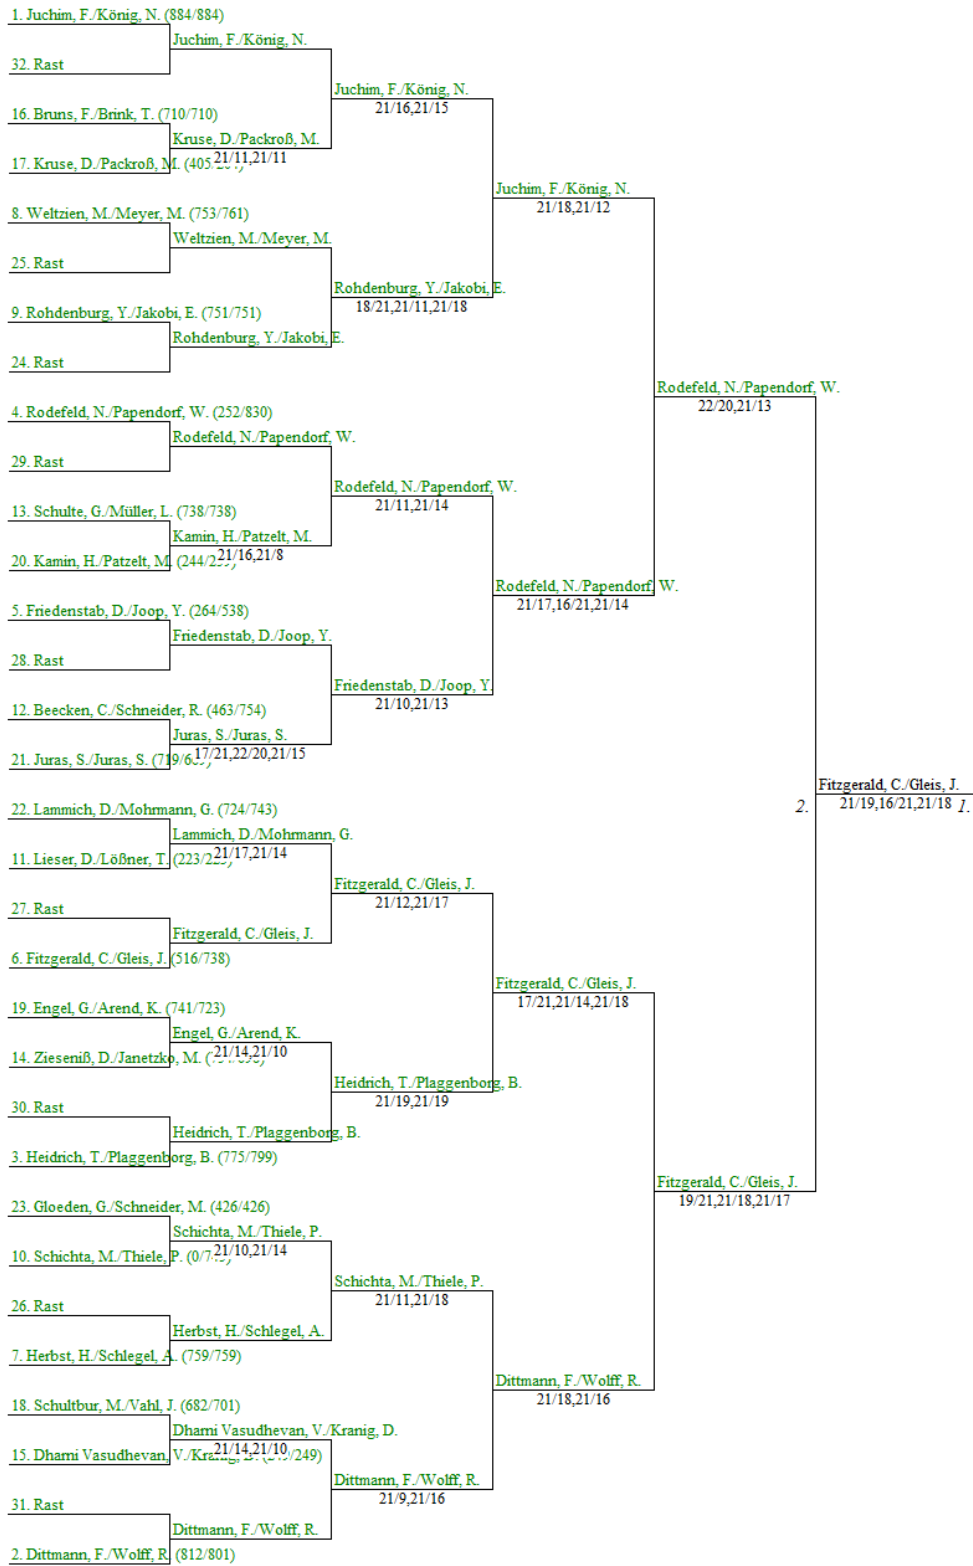 1. Juchim, F./König, N. (884/884)
Juchim, F./König, N.
32. Rast
Juchim, F./König, N.
21/16,21/15
16. Bruns, F./Brink, T. (710/710)
Kruse, D./Packroß, M.
21/11,21/11
17. Kruse, D./Packroß, M. (405/
Juchim, F./König, N.
21/18,21/12
8. Weltzien, M./Meyer, M. (753/761)
Weltzien, M./Meyer, M.
25. Rast
Rohdenburg, Y./Jakobi, E.
18/21,21/11,21/18
9. Rohdenburg, Y./Jakobi, E. (751/751)
Rohdenburg, Y./Jakobi, E.
24. Rast
Rodefeld, N./Papendorf, W.
22/20,21/13
4. Rodefeld, N./Papendorf, W. (252/830)
Rodefeld, N./Papendorf, W.
29. Rast
Rodefeld, N./Papendorf, W.
21/11,21/14
13. Schulte, G./Müller, L. (738/738)
Kamin, H./Patzelt, M.
21/16,21/8
20. Kamin, H./Patzelt, M. (244/
Rodefeld, N./Papendorf, W.
21/17,16/21,21/14
5. Friedenstab, D./Joop, Y. (264/538)
Friedenstab, D./Joop, Y.
28. Rast
Friedenstab, D./Joop, Y.
21/10,21/13
12. Beecken, C./Schneider, R. (463/754)
Juras, S./Juras, S.
17/21,22/20,21/15
21. Juras, S./Juras, S.
Fitzgerald, C./Gleis, J.
2. 21/19,16/21,21/18 1.
22. Lammich, D./Mohrmann, G. (724/743)
Lammich, D./Mohrmann, G.
21/17,21/14
11. Lieser, D./Lößner, T. (223/
Fitzgerald, C./Gleis, J.
21/12,21/17
27. Rast
Fitzgerald, C./Gleis, J.
6. Fitzgerald, C./Gleis, J. (516/738)
Fitzgerald, C./Gleis, J.
17/21,21/14,21/18
19. Engel, G./Arend, K. (741/723)
Engel, G./Arend, K.
21/14,21/10
14. Zieseniß, D./Janetzko, M.
Heidrich, T./Plaggenborg, B.
21/19,21/19
30. Rast
Heidrich, T./Plaggenborg, B.
3. Heidrich, T./Plaggenborg, B. (775/799)
Fitzgerald, C./Gleis, J.
19/21,21/18,21/17
23. Gloeden, G./Schneider, M. (426/426)
Schichta, M./Thiele, P.
21/10,21/14
10. Schichta, M./Thiele, P. (0/
Schichta, M./Thiele, P.
21/11,21/18
26. Rast
Herbst, H./Schlegel, A.
7. Herbst, H./Schlegel, A. (759/759)
Dittmann, F./Wolff, R.
21/18,21/16
18. Schultbur, M./Vahl, J. (682/701)
Dharni Vasudhevan, V./Kranig, D.
21/14,21/10
15. Dharni Vasudhevan, V./Kranig, /249)
Dittmann, F./Wolff, R.
21/9,21/16
31. Rast
Dittmann, F./Wolff, R.
2. Dittmann, F./Wolff, R. (812/801)